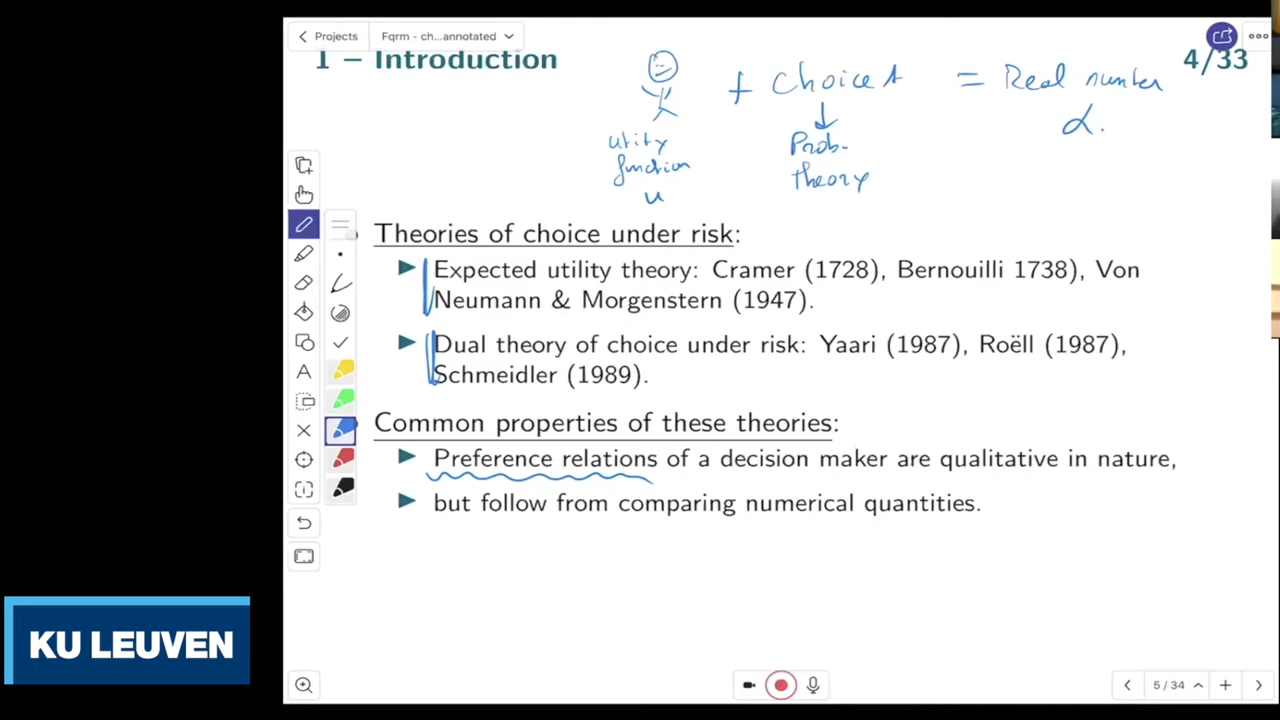 Projects
Fqrm - ch...annotated
1 – Introduction
4/33
+ Choice A = Real number
α.
utity
function
u
Prob-
theory
Theories of choice under risk:
Expected utility theory: Cramer (1728), Bernouilli 1738), Von
Neumann & Morgenstern (1947).
Dual theory of choice under risk: Yaari (1987), Roëll (1987),
Schmeidler (1989).
Common properties of these theories:
Preference relations of a decision maker are qualitative in nature,
but follow from comparing numerical quantities.
KU LEUVEN
5 / 34